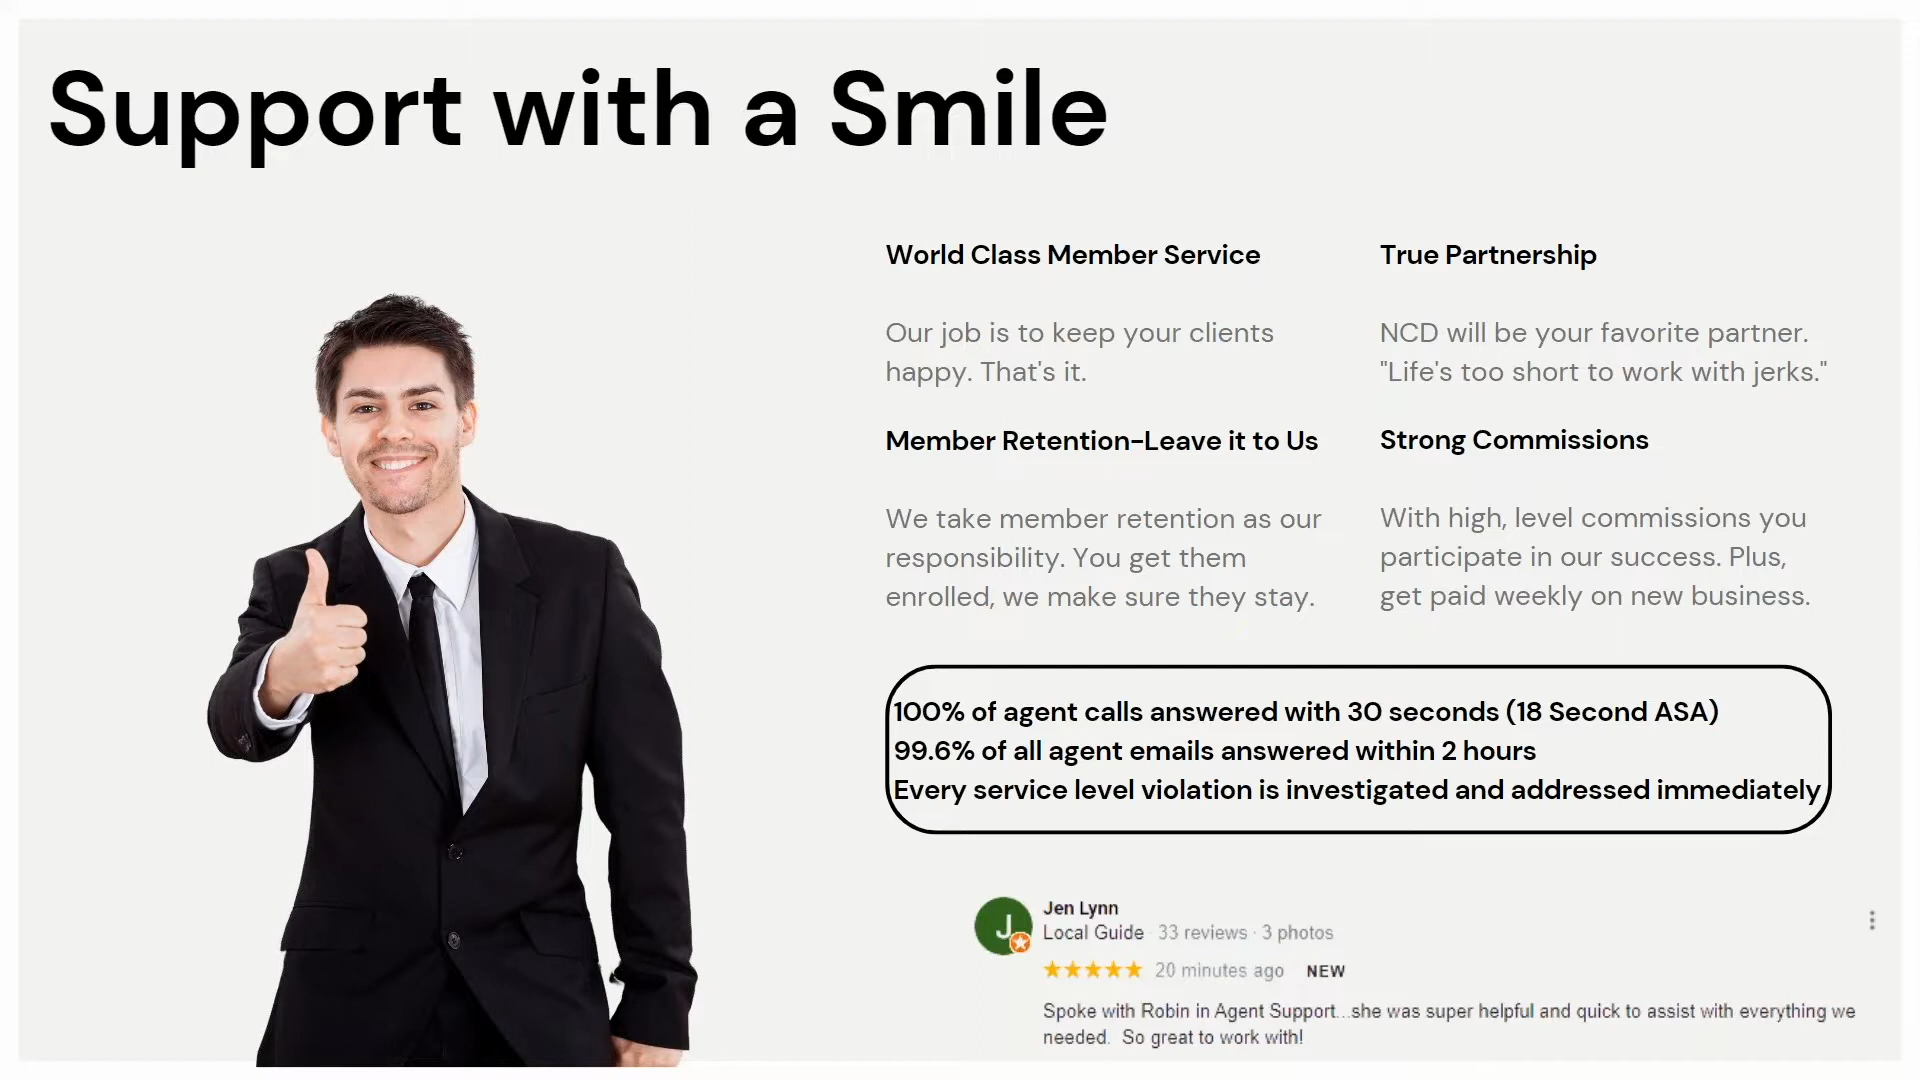 Support with a Smile
World Class Member Service
Our job is to keep your clients
happy. That's it.
True Partnership
NCD will be your favorite partner.
"Life's too short to work with jerks."
Member Retention-Leave it to Us
We take member retention as our
responsibility. You get them
enrolled, we make sure they stay.
Strong Commissions
With high, level commissions you
participate in our success. Plus,
get paid weekly on new business.
100% of agent calls answered with 30 seconds (18 Second ASA)
99.6% of all agent emails answered within 2 hours
Every service level violation is investigated and addressed immediately
J
Jen Lynn
Local Guide · 33 reviews · 3 photos
20 minutes ago NEW
Spoke with Robin in Agent Support...she was super helpful and quick to assist with everything we
needed. So great to work with!